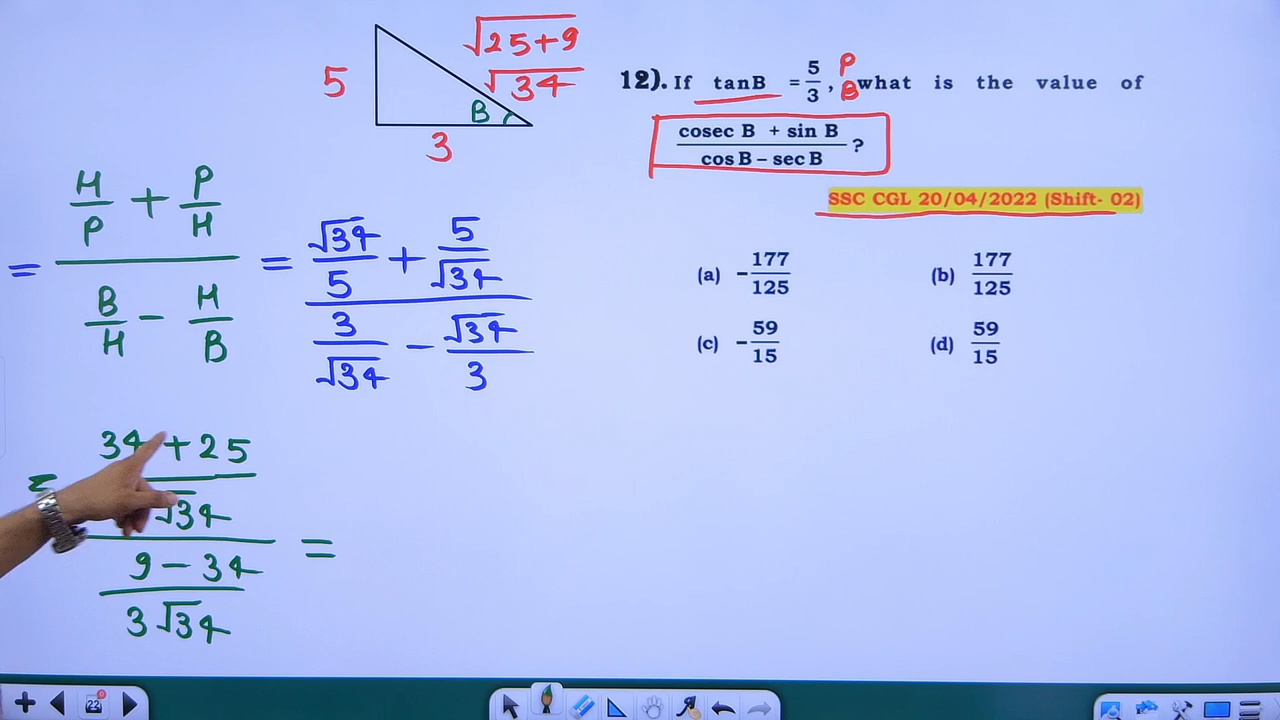 √25+9
√34
5
B
3
12). If tanB = 5/3, P/B what is the value of
cosec B + sin B / cos B – sec B ?
SSC CGL 20/04/2022 (Shift- 02)
(a) -177/125
(b) 177/125
(c) -59/15
(d) 59/15
= H/P + P/H / B/H – H/B = √34/5 + 5/√34 / 3/√34 – √34/3
= 34 + 25 / √34 / 9 – 34 / 3√34 =
22